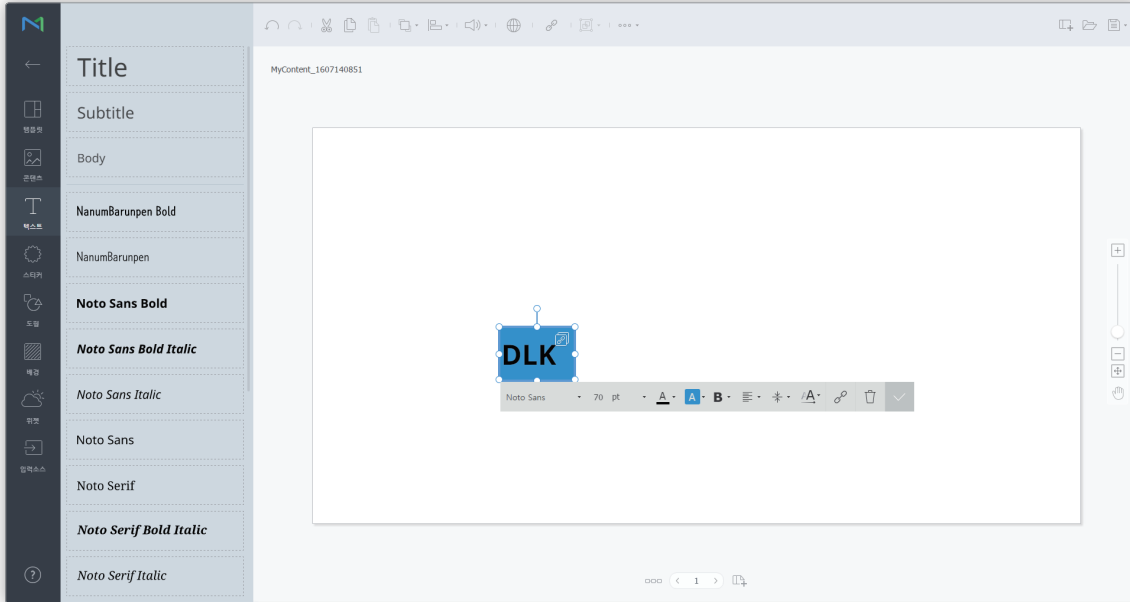 MyContent_1607140851
템플릿
콘텐츠
텍스트
스티커
도형
배경
위젯
입력소스
Title
Subtitle
Body
NanumBarunpen Bold
NanumBarunpen
Noto Sans Bold
Noto Sans Bold Italic
Noto Sans Italic
Noto Sans
Noto Serif
Noto Serif Bold Italic
Noto Serif Italic
DLK
Noto Sans 70 pt A A B AA
1